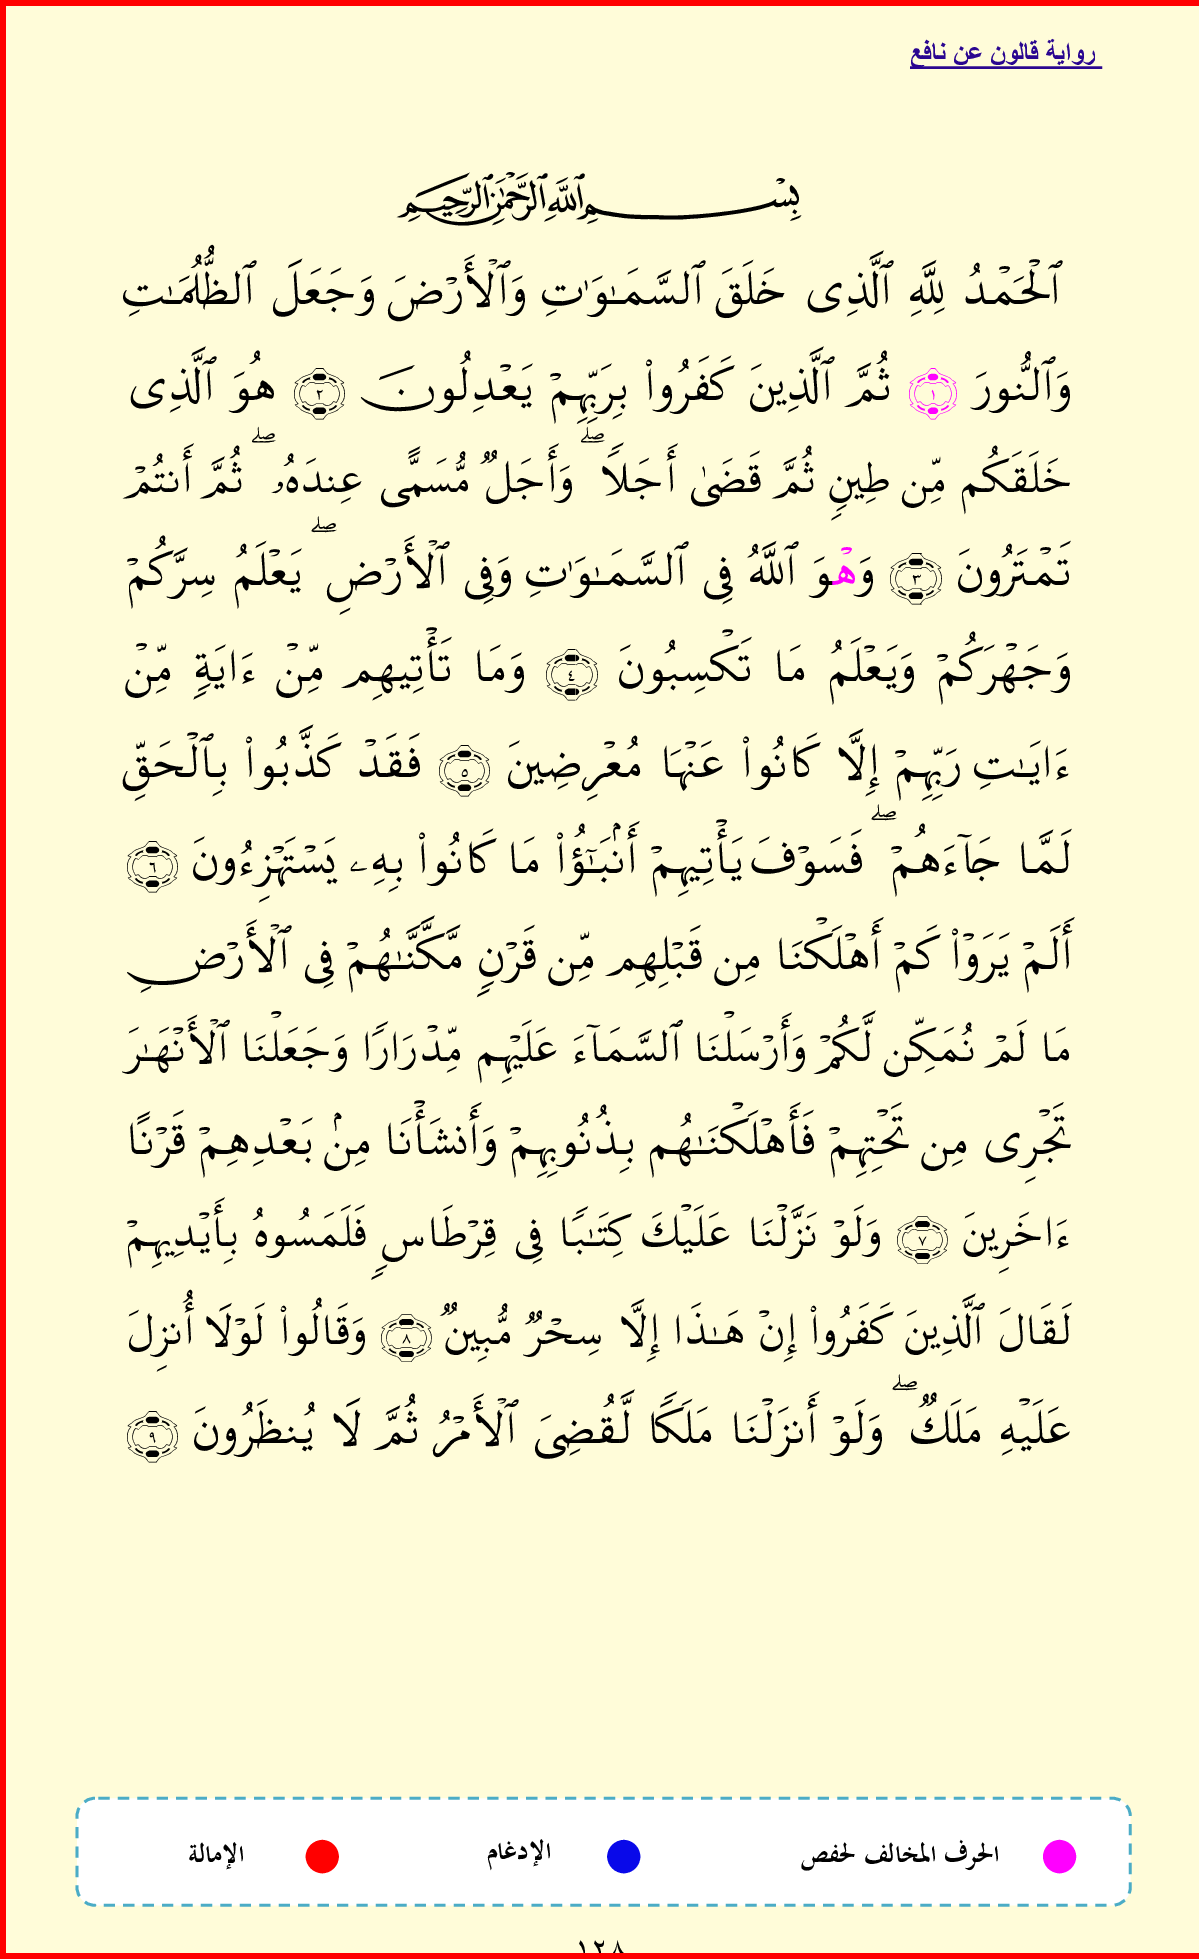 رواية قالون عن نافع
بِسْمِ ٱللَّهِ ٱلرَّحْمَٰنِ ٱلرَّحِيمِ
ٱلْحَمْدُ لِلَّهِ ٱلَّذِى خَلَقَ ٱلسَّمَٰوَٰتِ وَٱلْأَرْضَ وَجَعَلَ ٱلظُّلُمَٰتِ
وَٱلنُّورَ ١ ثُمَّ ٱلَّذِينَ كَفَرُوا۟ بِرَبِّهِمْ يَعْدِلُونَ ٢ هُوَ ٱلَّذِى
خَلَقَكُم مِّن طِينٍ ثُمَّ قَضَىٰٓ أَجَلًا ۖ وَأَجَلٌ مُّسَمًّى عِندَهُۥ ۖ ثُمَّ أَنتُمْ
تَمْتَرُونَ ٣ وَهْوَ ٱللَّهُ فِى ٱلسَّمَٰوَٰتِ وَفِى ٱلْأَرْضِ ۖ يَعْلَمُ سِرَّكُمْ
وَجَهْرَكُمْ وَيَعْلَمُ مَا تَكْسِبُونَ ٤ وَمَا تَأْتِيهِم مِّنْ ءَايَةٍ مِّنْ
ءَايَٰتِ رَبِّهِمْ إِلَّا كَانُوا۟ عَنْهَا مُعْرِضِينَ ٥ فَقَدْ كَذَّبُوا۟ بِٱلْحَقِّ
لَمَّا جَآءَهُمْ ۖ فَسَوْفَ يَأْتِيهِمْ أَنۢبَٰٓؤُا۟ مَا كَانُوا۟ بِهِۦ يَسْتَهْزِءُونَ ٦
أَلَمْ يَرَوْا۟ كَمْ أَهْلَكْنَا مِن قَبْلِهِم مِّن قَرْنٍ مَّكَّنَّٰهُمْ فِى ٱلْأَرْضِ
مَا لَمْ نُمَكِّن لَّكُمْ وَأَرْسَلْنَا ٱلسَّمَآءَ عَلَيْهِم مِّدْرَارًا وَجَعَلْنَا ٱلْأَنْهَٰرَ
تَجْرِى مِن تَحْتِهِمْ فَأَهْلَكْنَٰهُم بِذُنُوبِهِمْ وَأَنشَأْنَا مِنۢ بَعْدِهِمْ قَرْنًا
ءَاخَرِينَ ٧ وَلَوْ نَزَّلْنَا عَلَيْكَ كِتَٰبًا فِى قِرْطَاسٍ فَلَمَسُوهُ بِأَيْدِيهِمْ
لَقَالَ ٱلَّذِينَ كَفَرُوا۟ إِنْ هَٰذَا إِلَّا سِحْرٌ مُّبِينٌ ٨ وَقَالُوا۟ لَوْلَا أُنزِلَ
عَلَيْهِ مَلَكٌ ۖ وَلَوْ أَنزَلْنَا مَلَكًا لَّقُضِىَ ٱلْأَمْرُ ثُمَّ لَا يُنظَرُونَ ٩
الحرف المخالف لحفص الإدغام الإمالة
١٢٨